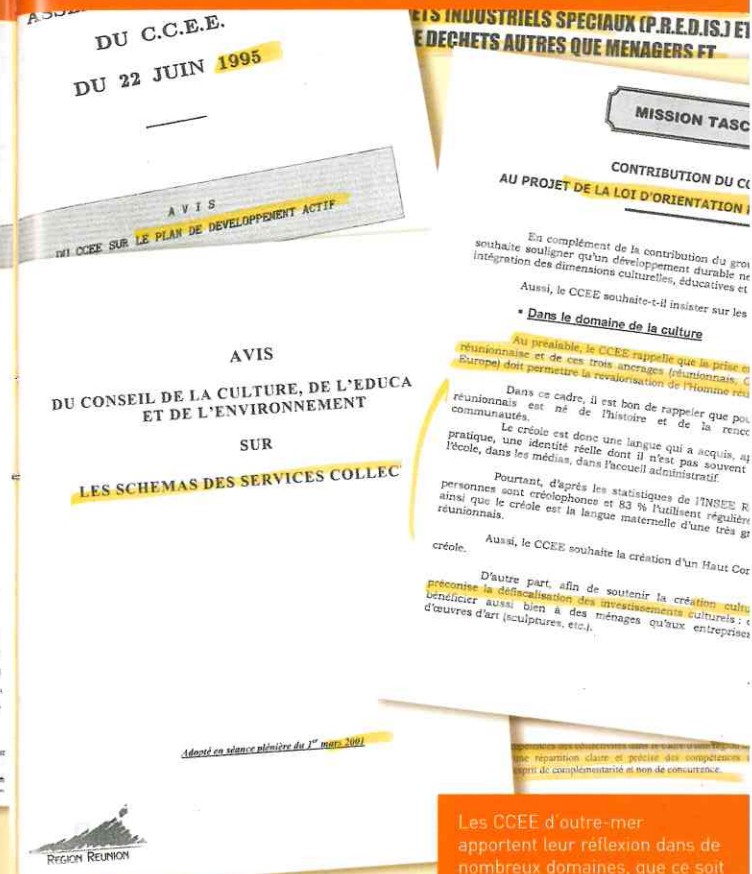 DU C.C.E.E.
DU 22 JUIN 1995
A V I S
DU CCEE SUR LE PLAN DE DEVELOPPEMENT ACTIF
ETS INDUSTRIELS SPECIAUX (P.R.E.D.IS.) ET
E DECHETS AUTRES QUE MENAGERS ET
MISSION TASC
CONTRIBUTION DU C
AU PROJET DE LA LOI D'ORIENTATION
En complément de la contribution du gro
souhaite souligner qu'un développement durable ne
intégration des dimensions culturelles, éducatives et
Aussi, le CCEE souhaite-t-il insister sur les
• Dans le domaine de la culture
Au préalable, le CCEE rappelle que la prise e
réunionnaise et de ces trois ancrages (réunionnais,
Europe) doit permettre la revalorisation de l'Homme réu
Dans ce cadre, il est bon de rappeler que pou
réunionnais est né de l'histoire et de la renco
communautés.
Le créole est donc une langue qui a acquis, ap
pratique, une identité réelle dont il n'est pas souvent
l'école, dans les médias, dans l'accueil administratif.
Pourtant, d'après les statistiques de l'INSEE R
personnes sont créolophones et 83 % l'utilisent régulièr
ainsi que le créole est la langue maternelle d'une très g
réunionnais.
Aussi, le CCEE souhaite la création d'un Haut Con
créole.
D'autre part, afin de soutenir la création cultu
préconise la défiscalisation des investissements culturels :
bénéficier aussi bien à des ménages qu'aux entreprises
d'œuvres d'art (sculptures, etc.).
AVIS
DU CONSEIL DE LA CULTURE, DE L'EDUCA
ET DE L'ENVIRONNEMENT
SUR
LES SCHEMAS DES SERVICES COLLEC
Adopté en séance plénière du 1er mars 2001
REGION REUNION
une répartition claire et précise des compétences
esprit de complémentarité et non de concurrence.
Les CCEE d'outre-mer
apportent leur réflexion dans de
nombreux domaines, que ce soit